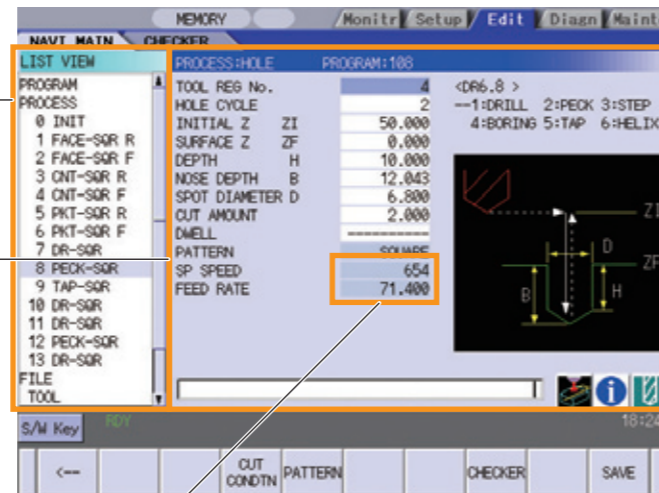 MEMORY Monitr Setup Edit Diagn Maint
NAVI MAIN CHECKER
LIST VIEW
PROGRAM
PROCESS
0 INIT
1 FACE-SQR R
2 FACE-SQR F
3 CNT-SQR R
4 CNT-SQR F
5 PKT-SQR R
6 PKT-SQR F
7 DR-SQR
8 PECK-SQR
9 TAP-SQR
10 DR-SQR
11 DR-SQR
12 PECK-SQR
13 DR-SQR
FILE
TOOL
PROCESS:HOLE PROGRAM:108
TOOL REG No. 4
HOLE CYCLE 2
INITIAL Z ZI 50.000
SURFACE Z ZF 0.000
DEPTH H 10.000
NOSE DEPTH B 12.043
SPOT DIAMETER D 6.800
CUT AMOUNT 2.000
DWELL ----------
PATTERN SQUARE
SP SPEED 654
FEED RATE 71.400
<DR6.8 >
--1:DRILL 2:PECK 3:STEP
4:BORING 5:TAP 6:HELIX
ZI
D
ZF
B
H
S/W Key RDY 18:24
<-- CUT CONDTN PATTERN CHECKER SAVE